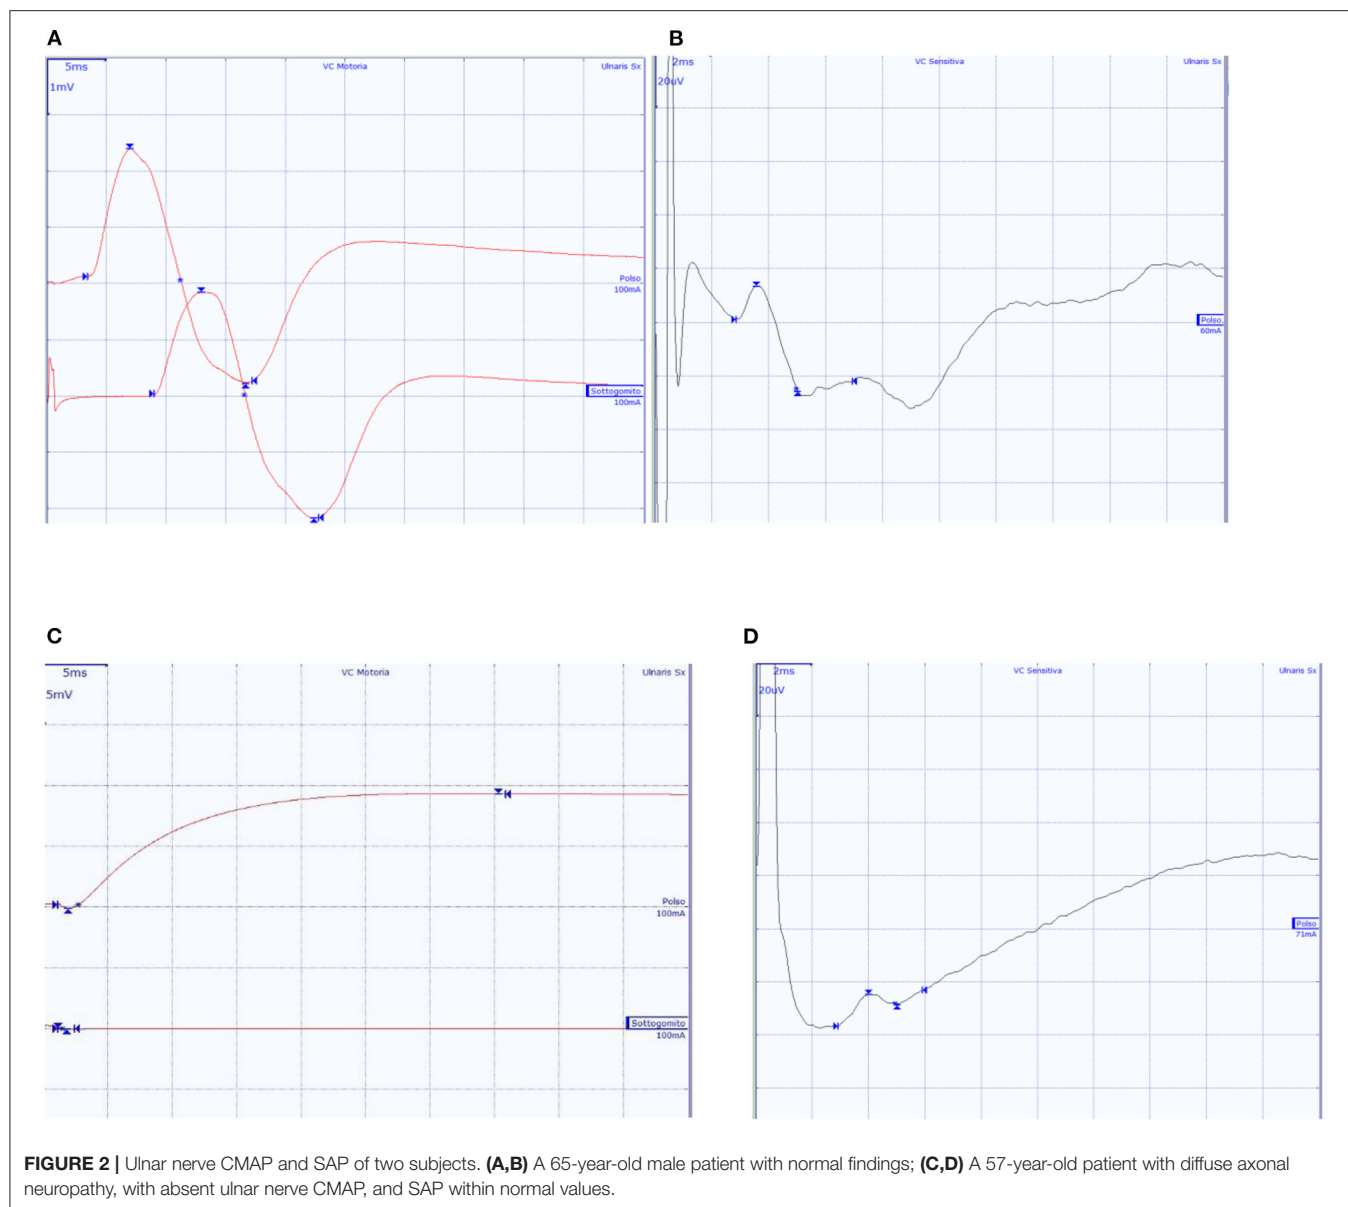 A
5ms
VC Motoria
Ulnaris Sx
1mV
Polso
100mA
Sottogomito
100mA
B
2ms
VC Sensitiva
Ulnaris Sx
20uV
Polso
60mA
C
5ms
VC Motoria
Ulnaris Sx
5mV
Polso
100mA
Sottogomito
100mA
D
2ms
VC Sensitiva
Ulnaris Sx
20uV
Polso
71mA
FIGURE 2 | Ulnar nerve CMAP and SAP of two subjects. (A,B) A 65-year-old male patient with normal findings; (C,D) A 57-year-old patient with diffuse axonal
neuropathy, with absent ulnar nerve CMAP, and SAP within normal values.